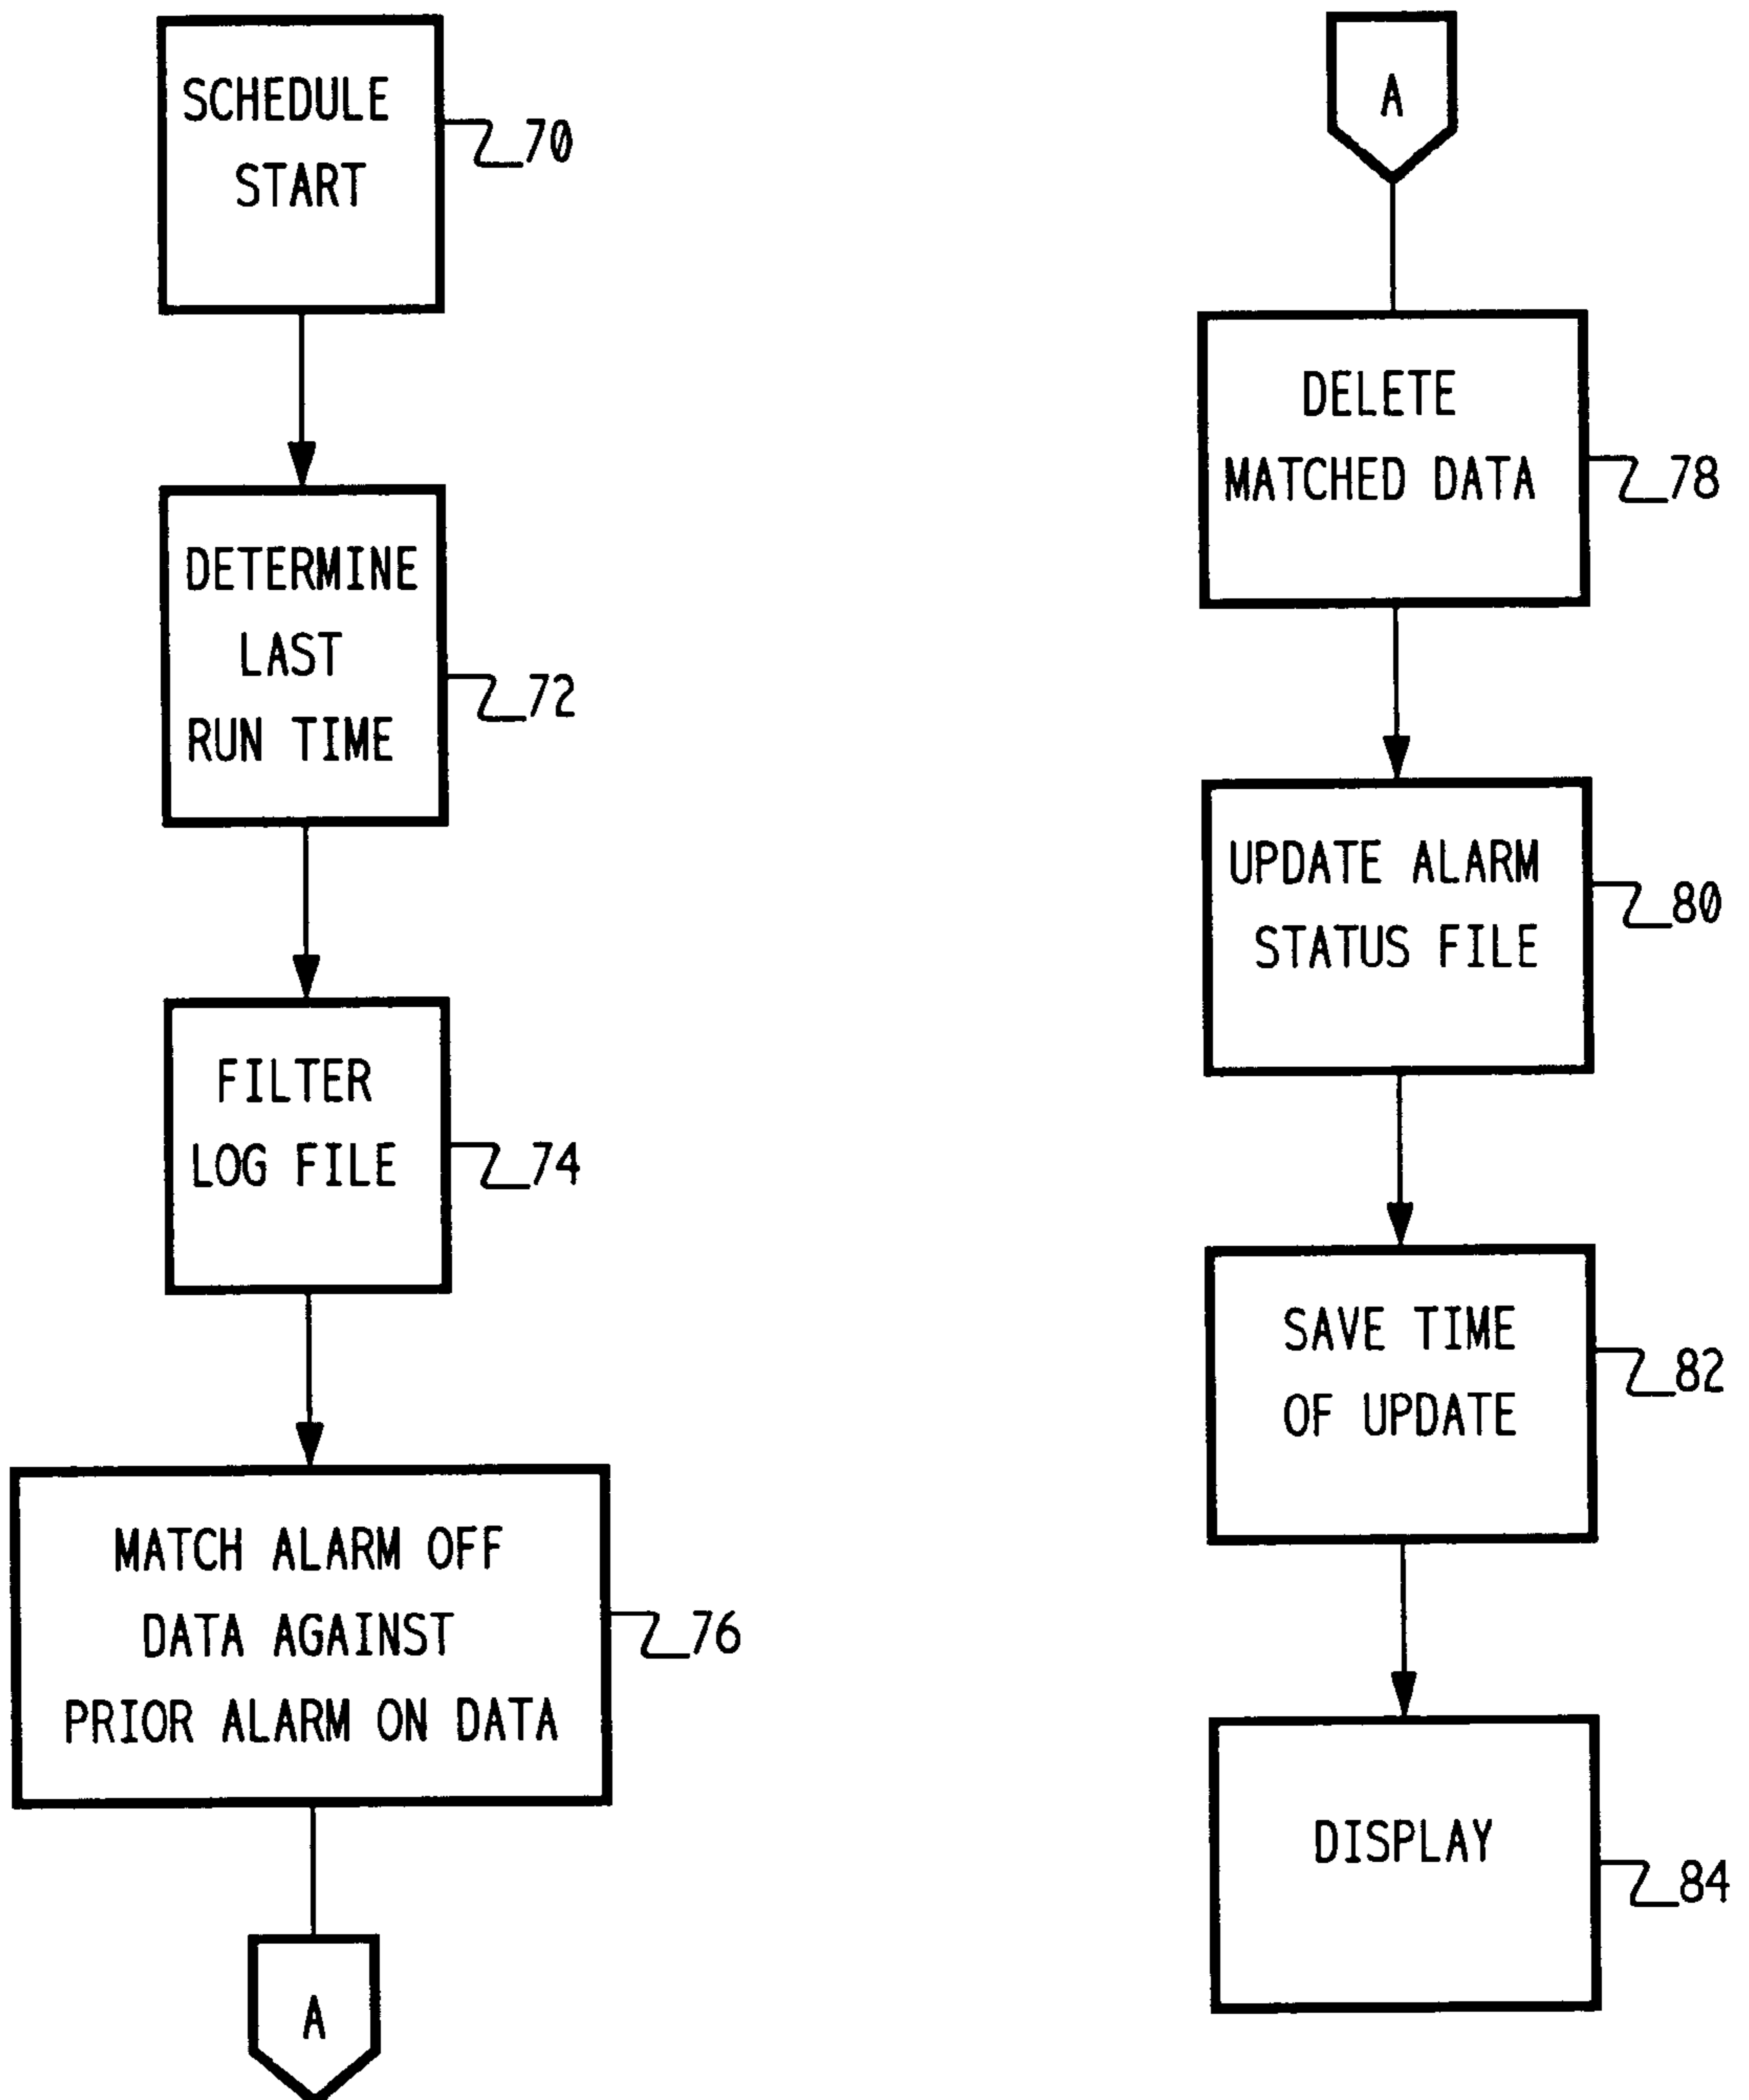 SCHEDULE
START
70
DETERMINE
LAST
RUN TIME
72
FILTER
LOG FILE
74
MATCH ALARM OFF
DATA AGAINST
PRIOR ALARM ON DATA
76
A
A
DELETE
MATCHED DATA
78
UPDATE ALARM
STATUS FILE
80
SAVE TIME
OF UPDATE
82
DISPLAY
84